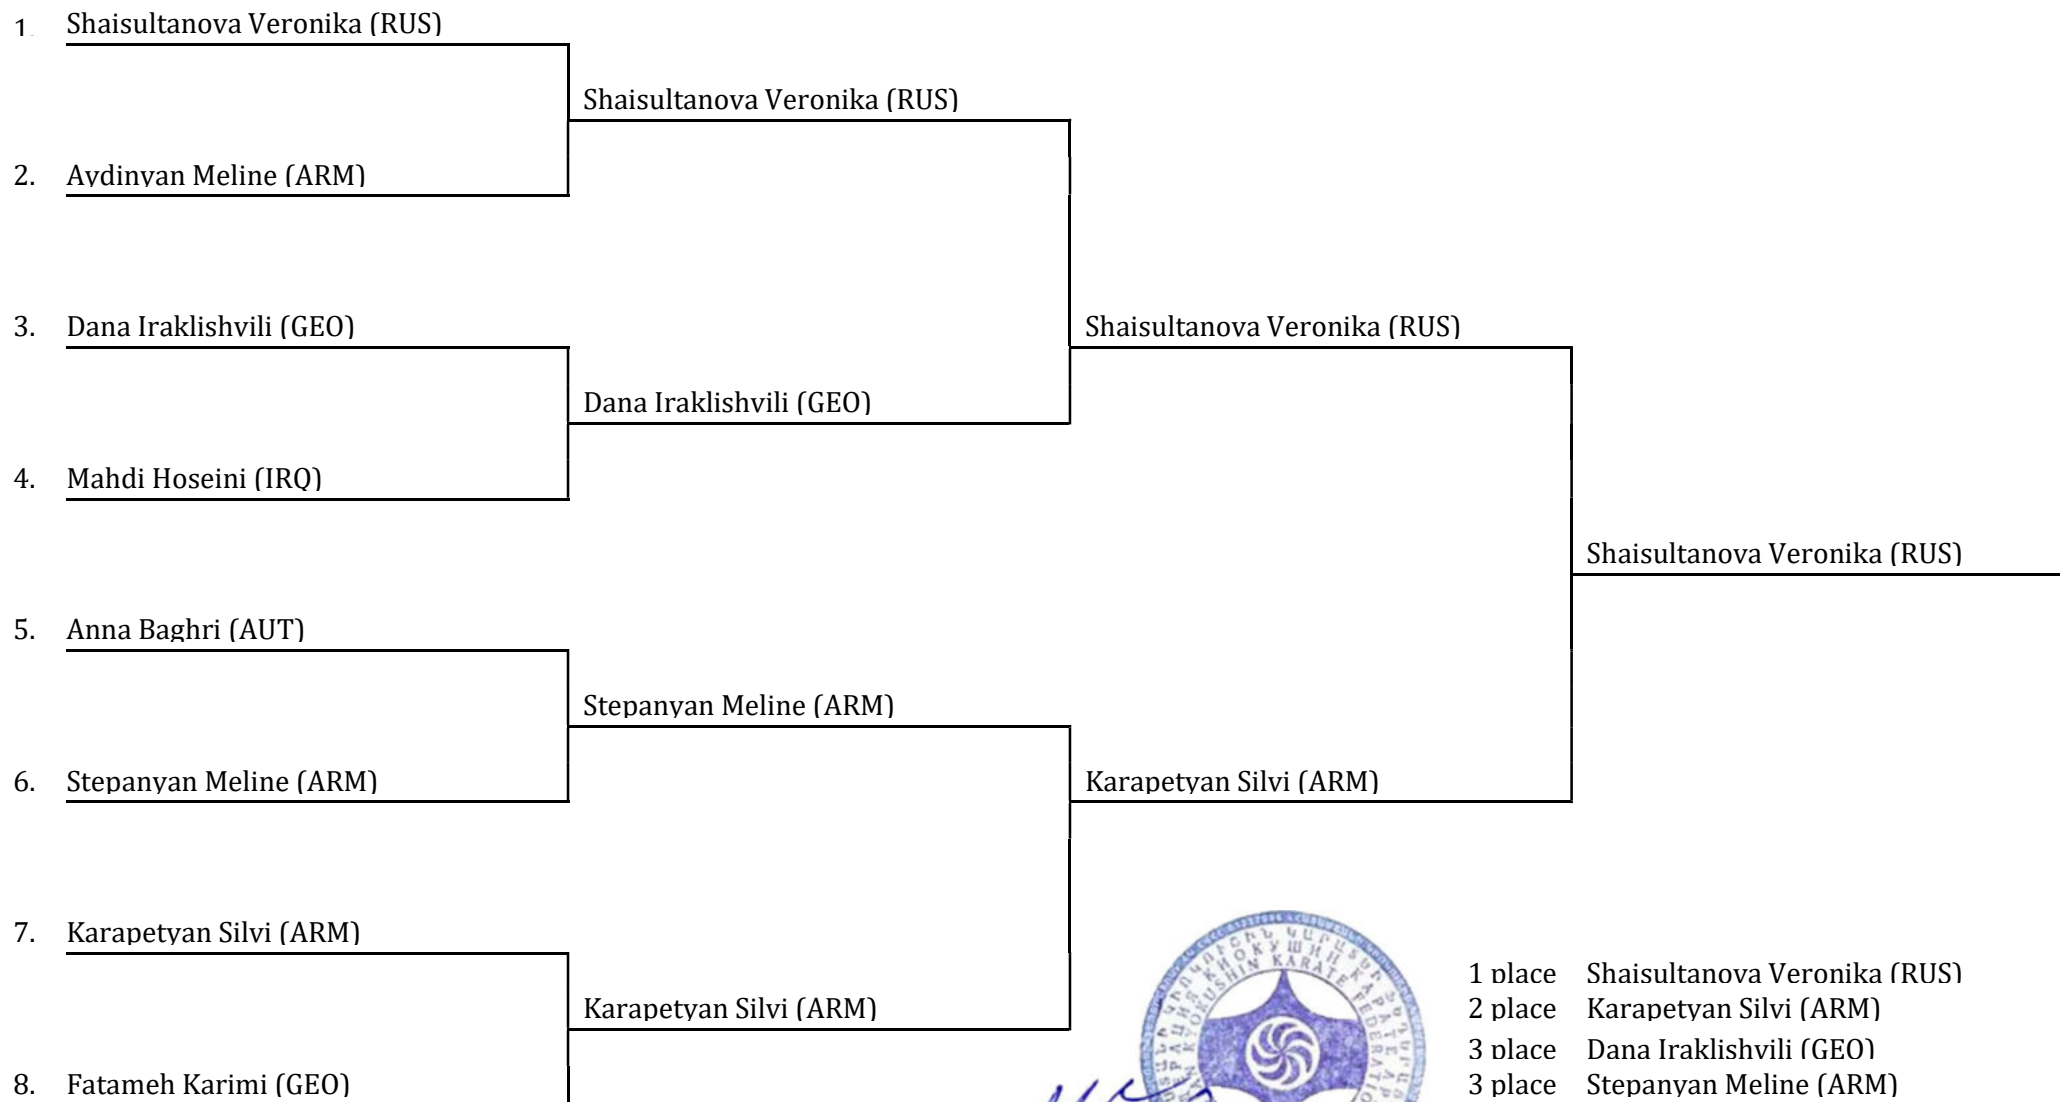 1. Shaisultanova Veronika (RUS)
Shaisultanova Veronika (RUS)
2. Aydinyan Meline (ARM)
3. Dana Iraklishvili (GEO)
Shaisultanova Veronika (RUS)
Dana Iraklishvili (GEO)
4. Mahdi Hoseini (IRQ)
Shaisultanova Veronika (RUS)
5. Anna Baghri (AUT)
Stepanyan Meline (ARM)
6. Stepanyan Meline (ARM)
Karapetyan Silvi (ARM)
7. Karapetyan Silvi (ARM)
Karapetyan Silvi (ARM)
8. Fatameh Karimi (GEO)
KARATE
1 place Shaisultanova Veronika (RUS)
2 place Karapetyan Silvi (ARM)
3 place Dana Iraklishvili (GEO)
3 place Stepanyan Meline (ARM)